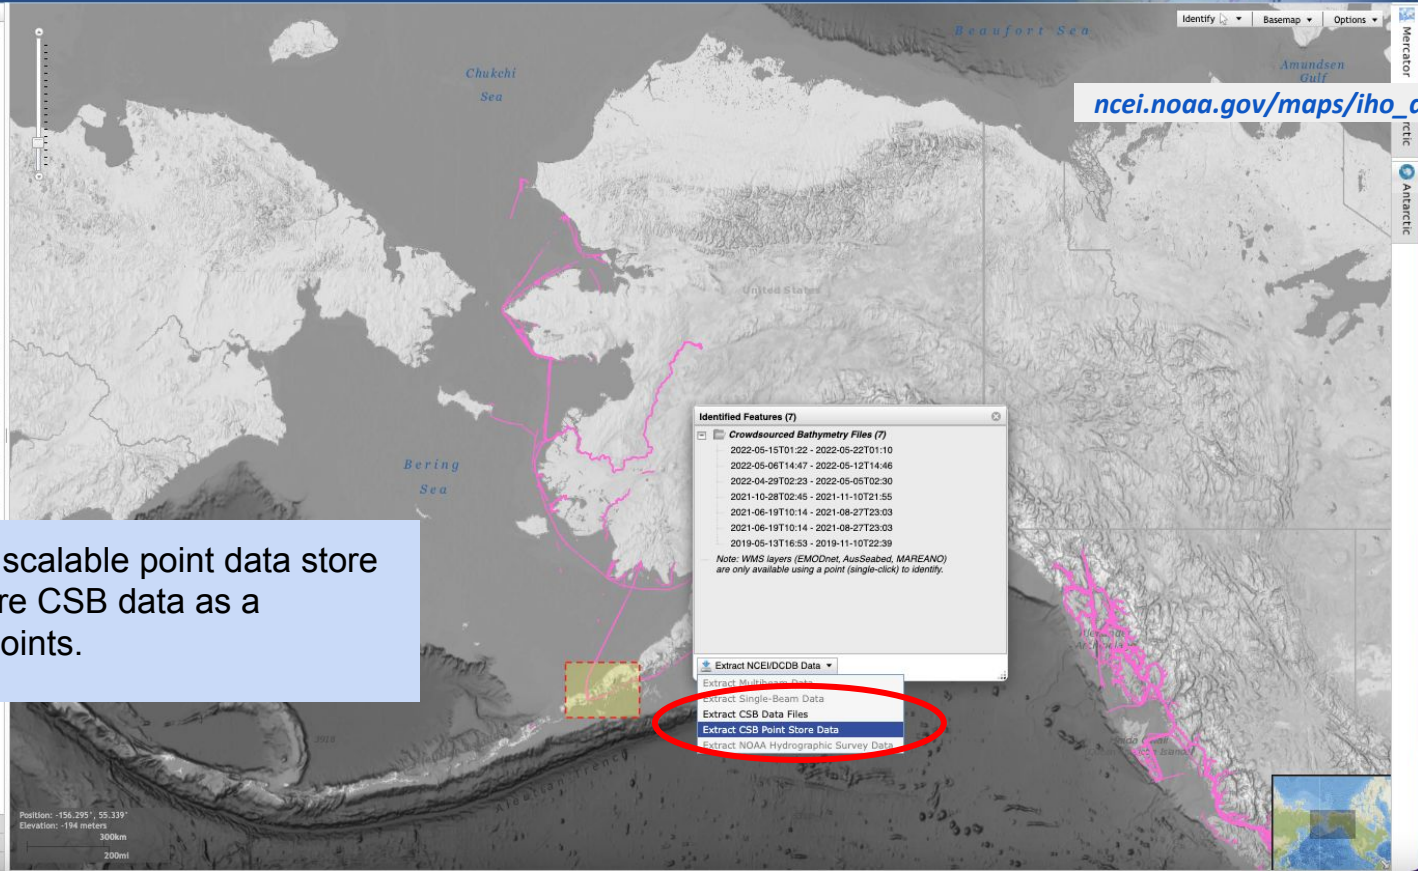 Identify
Basemap
Options
Beaufort Sea
Amundsen
Gulf
Chukchi
Sea
Mercator
ncei.noaa.gov/maps/iho_
rctic
Antarctic
United States
Identified Features (7)
Crowdsourced Bathymetry Files (7)
2022-05-15T01:22 - 2022-05-22T01:10
2022-05-06T14:47 - 2022-05-12T14:46
2022-04-29T02:23 - 2022-05-05T02:30
2021-10-28T02:45 - 2021-11-10T21:55
2021-06-19T10:14 - 2021-08-27T23:03
2021-06-19T10:14 - 2021-08-27T23:03
2019-05-13T16:53 - 2019-11-10T22:39
Note: WMS layers (EMODnet, AusSeabed, MAREANO)
are only available using a point (single-click) to identify.
Bering
Sea
scalable point data store
re CSB data as a
oints.
Extract NCEI/DCDB Data
Extract Multibeam Data
Extract Single-Beam Data
Extract CSB Data Files
Extract CSB Point Store Data
Extract NOAA Hydrographic Survey Data
Aleutian Trench
Position: -156.295°, 55.339°
Elevation: -194 meters
300km
200mi